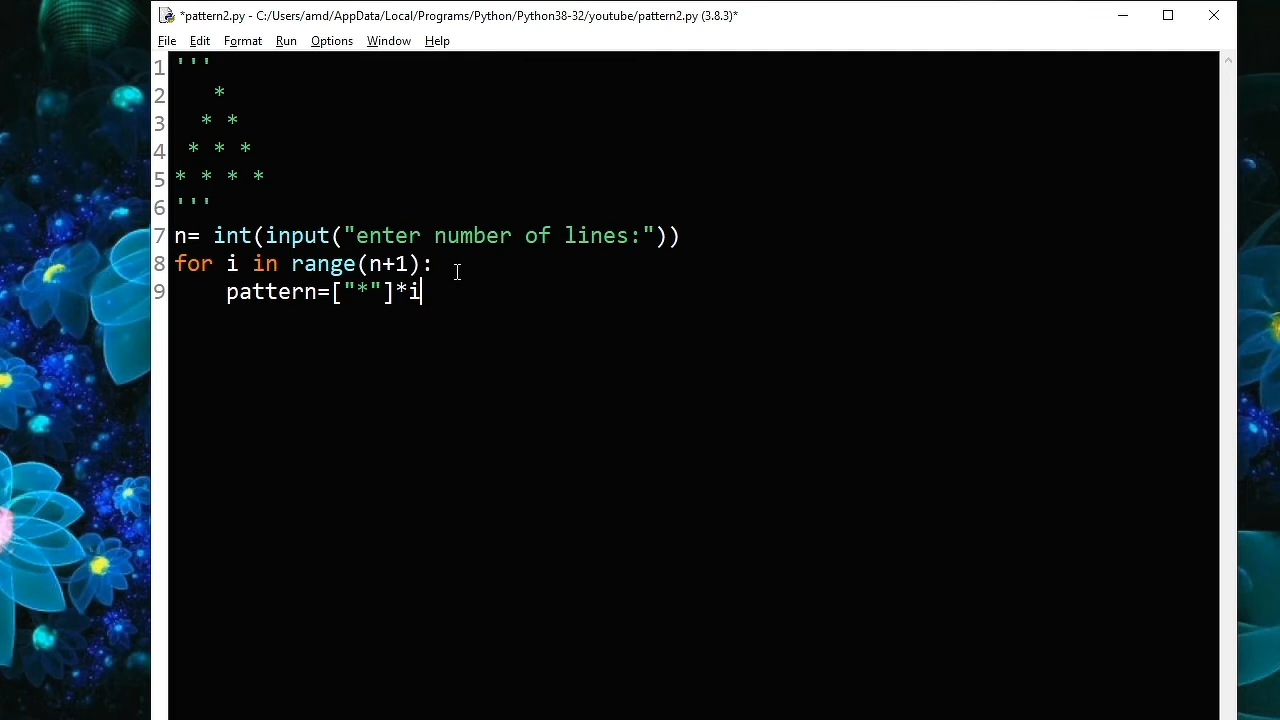 *pattern2.py - C:/Users/amd/AppData/Local/Programs/Python/Python38-32/youtube/pattern2.py (3.8.3)*
File Edit Format Run Options Window Help
1 '''
2    *
3   * *
4  * * *
5 * * * *
6 '''
7 n= int(input("enter number of lines:"))
8 for i in range(n+1):
9     pattern=["*"]*i